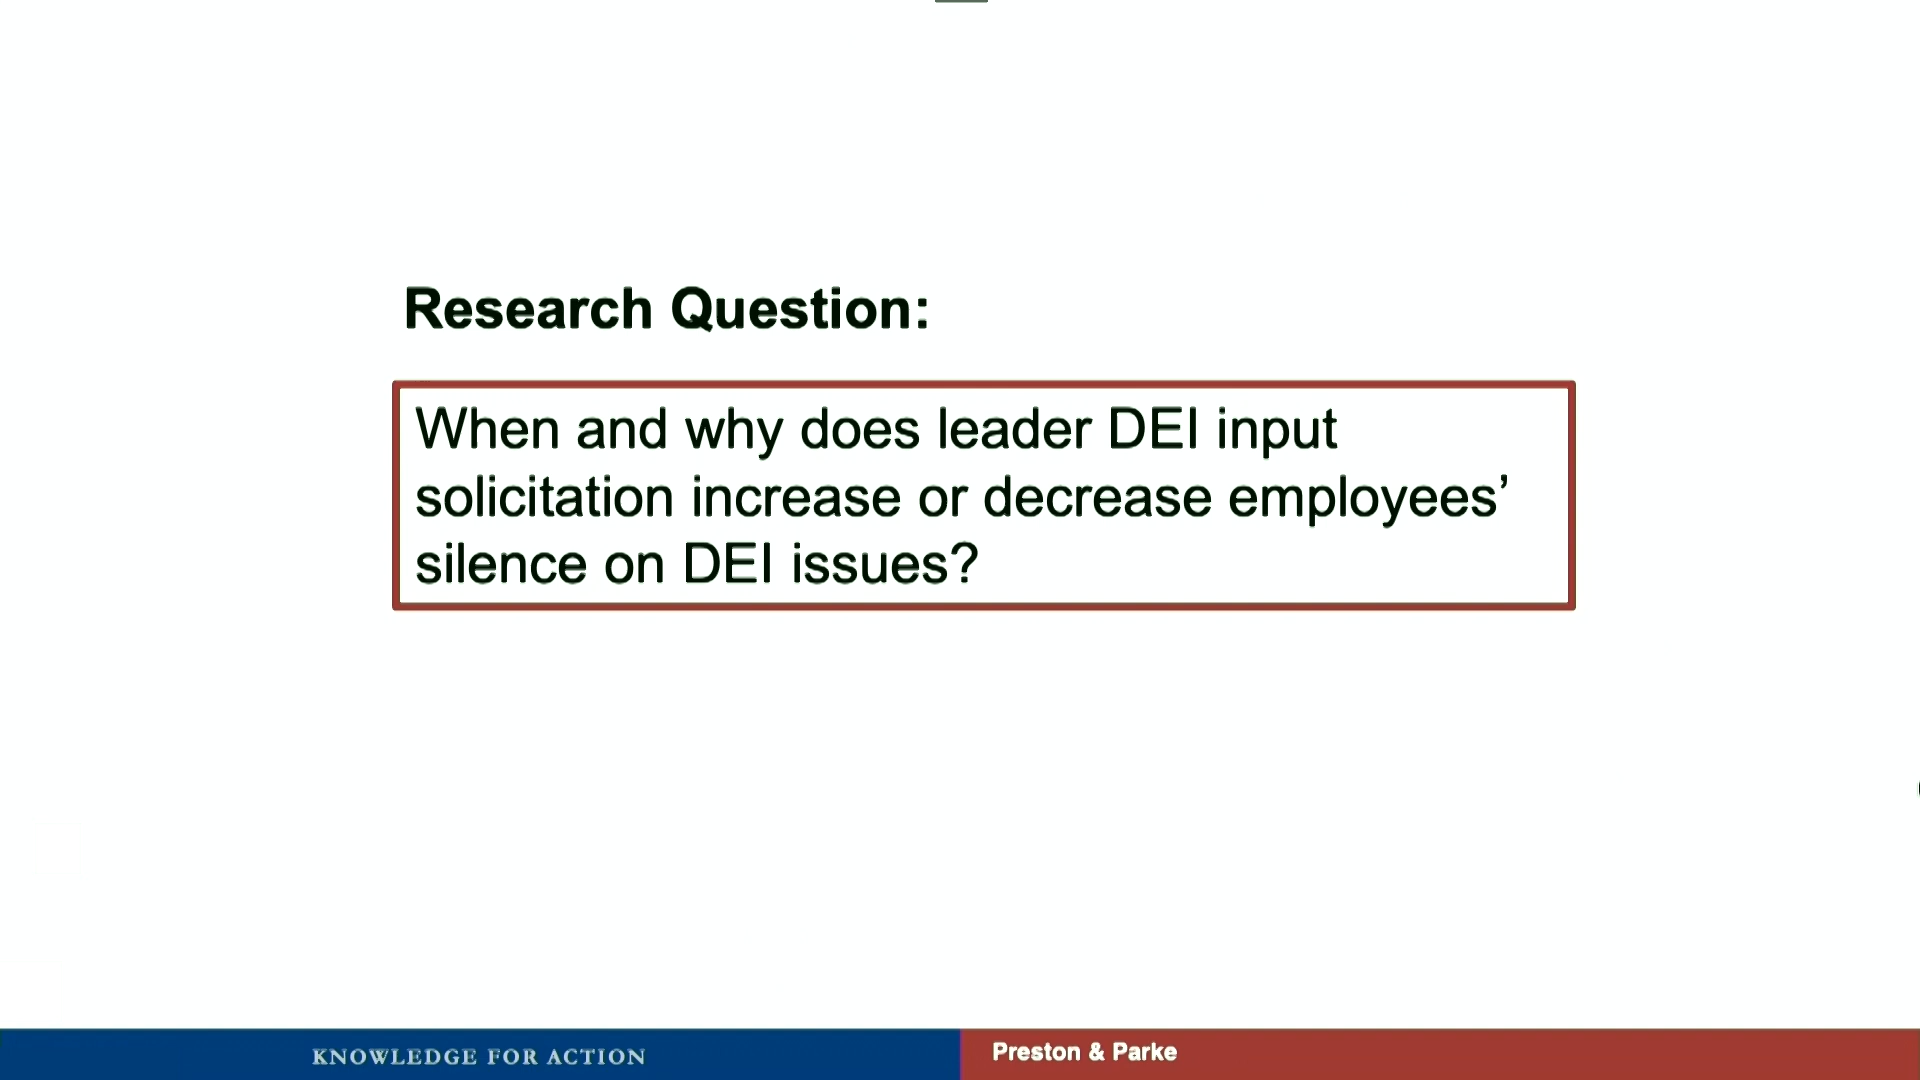 Research Question:
When and why does leader DEI input
solicitation increase or decrease employees’
silence on DEI issues?
KNOWLEDGE FOR ACTION
Preston & Parke